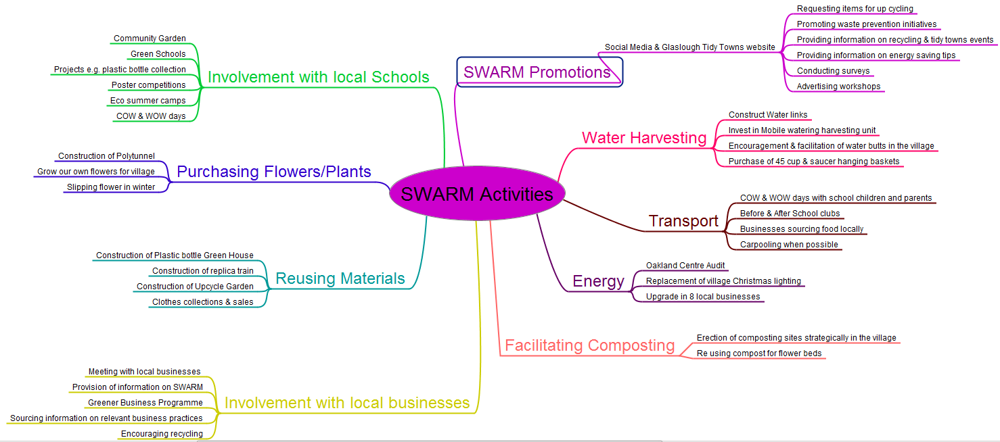 SWARM Activities
SWARM Promotions
Social Media & Glaslough Tidy Towns website
Requesting items for up cycling
Promoting waste prevention initiatives
Providing information on recycling & tidy towns events
Providing information on energy saving tips
Conducting surveys
Advertising workshops
Water Harvesting
Construct Water links
Invest in Mobile watering harvesting unit
Encouragement & facilitation of water butts in the village
Purchase of 45 cup & saucer hanging baskets
Transport
COW & WOW days with school children and parents
Before & After School clubs
Businesses sourcing food locally
Carpooling when possible
Energy
Oakland Centre Audit
Replacement of village Christmas lighting
Upgrade in 8 local businesses
Facilitating Composting
Erection of composting sites strategically in the village
Re using compost for flower beds
Involvement with local businesses
Meeting with local businesses
Provision of information on SWARM
Greener Business Programme
Sourcing information on relevant business practices
Encouraging recycling
Reusing Materials
Construction of Plastic bottle Green House
Construction of replica train
Construction of Upcycle Garden
Clothes collections & sales
Purchasing Flowers/Plants
Construction of Polytunnel
Grow our own flowers for village
Slipping flower in winter
Involvement with local Schools
Community Garden
Green Schools
Projects e.g. plastic bottle collection
Poster competitions
Eco summer camps
COW & WOW days